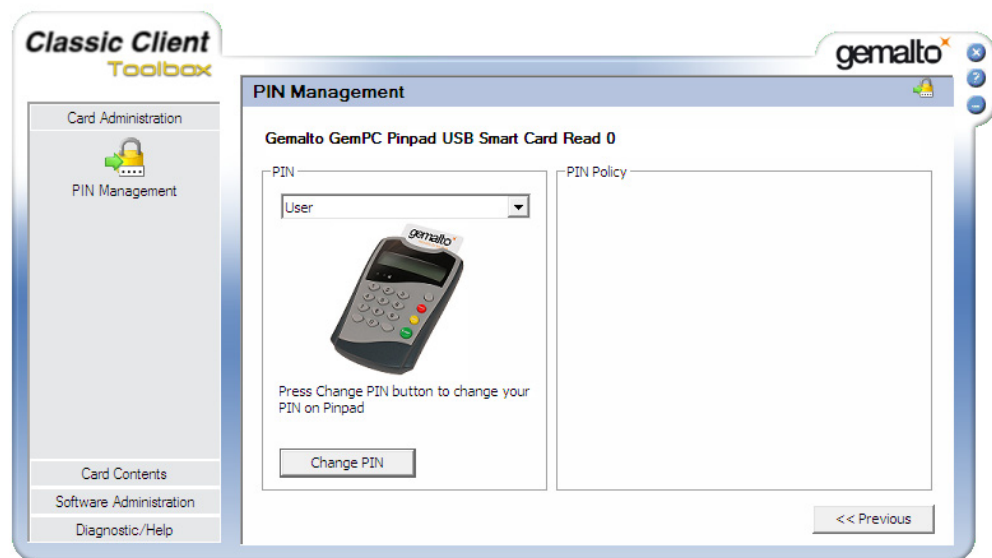 Classic Client
Toolbox
gemalto
PIN Management
Card Administration
PIN Management
Gemalto GemPC Pinpad USB Smart Card Read 0
PIN
User
gemalto
Press Change PIN button to change your
PIN on Pinpad
Change PIN
PIN Policy
Card Contents
Software Administration
Diagnostic/Help
<< Previous